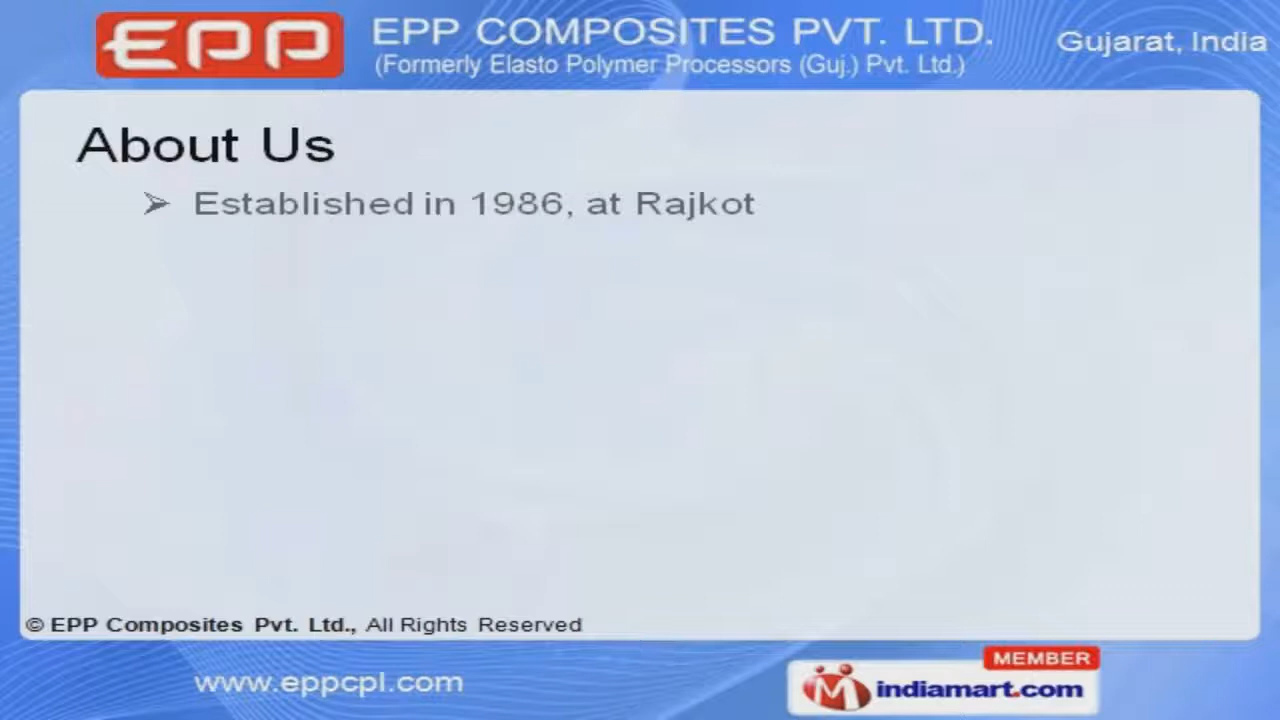 EPP
EPP COMPOSITES PVT. LTD.
(Formerly Elasto Polymer Processors (Guj.) Pvt. Ltd.)
Gujarat, India
About Us
➢ Established in 1986, at Rajkot
© EPP Composites Pvt. Ltd., All Rights Reserved
www.eppcpl.com
MEMBER
indiamart.com